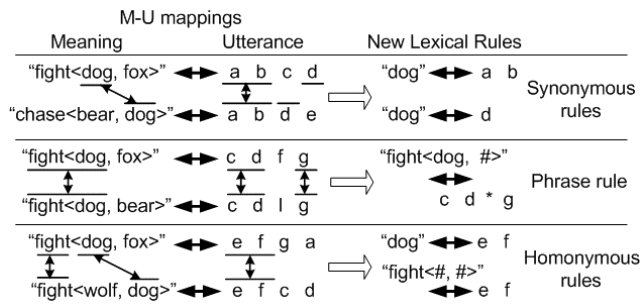 M-U mappings
Meaning Utterance New Lexical Rules
"fight<dog, fox>" a b c d "dog" a b
Synonymous
"chase<bear, dog>" a b d e "dog" d
rules
"fight<dog, fox>" c d f g "fight<dog, #>"
Phrase rule
"fight<dog, bear>" c d l g c d * g
"fight<dog, fox>" e f g a "dog" e f
Homonymous
"fight<#, #>"
"fight<wolf, dog>" e f c d e f
rules